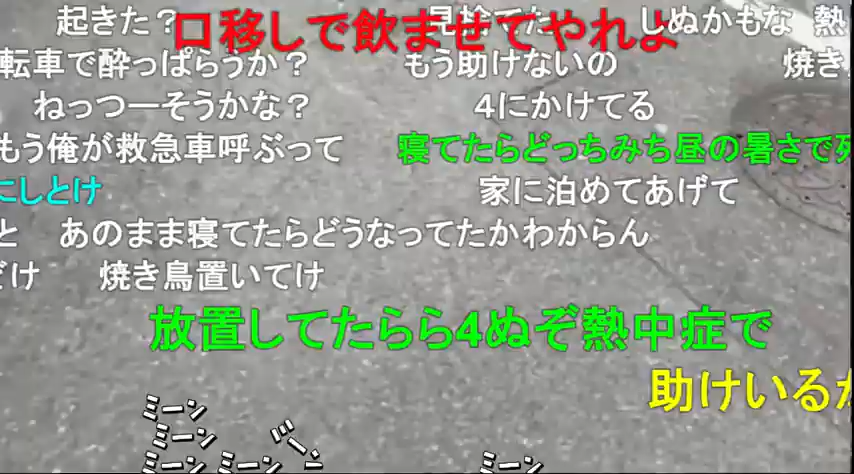 起きた?
口移しで飲ませてやれよ
しぬかもな
熱
転車で酔っぱらうか?
もう助けないの
焼き
ねっつーそうかな?
4にかけてる
もう俺が救急車呼ぶって
寝てたらどっちみち昼の暑さで死
にしとけ
家に泊めてあげて
と
あのまま寝てたらどうなってたかわからん
だけ
焼き鳥置いてけ
放置してたらら4ぬぞ熱中症で
助けいるか
ミーン
ミーン
ミーン ミーン
ミーン